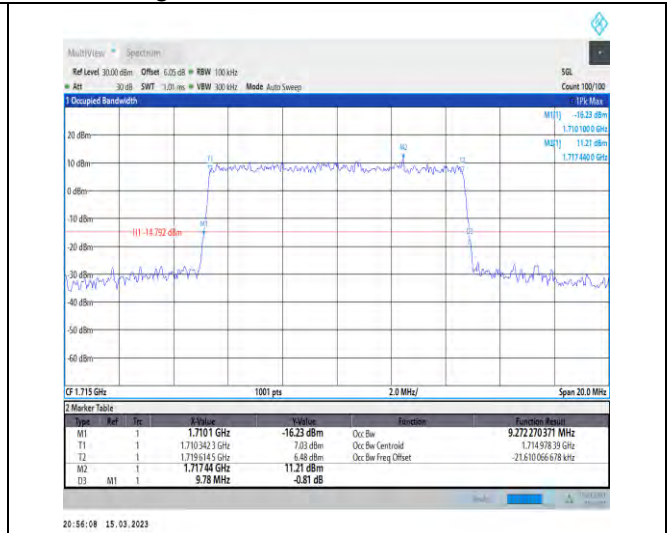 MultiView Spectrum
Ref Level 30.00 dBm Offset 6.05 dB RBW 100 kHz SGL
Att 30 dB SWT 1.01 ms VBW 300 kHz Mode Auto Sweep Count 100/100
1 Occupied Bandwidth 1Pk Max
M1[1] -16.23 dBm
1.710 100 0 GHz
M2[1] 11.21 dBm
1.717 440 0 GHz
20 dBm
10 dBm
0 dBm
-10 dBm
-20 dBm
-30 dBm
-40 dBm
-50 dBm
-60 dBm
T1
M2
T2
M1
H1 -14.792 dBm
D3
CF 1.715 GHz 1001 pts 2.0 MHz/ Span 20.0 MHz
2 Marker Table
Type Ref Trc X-Value Y-Value Function Function Result
M1 1 1.7101 GHz -16.23 dBm Occ Bw 9.272 270 371 MHz
T1 1 1.710 342 3 GHz 7.03 dBm Occ Bw Centroid 1.714 978 39 GHz
T2 1 1.719 614 5 GHz 6.48 dBm Occ Bw Freq Offset -21.610 066 678 kHz
M2 1 1.717 44 GHz 11.21 dBm
D3 M1 1 9.78 MHz -0.81 dB
20:56:08 15.03.2023